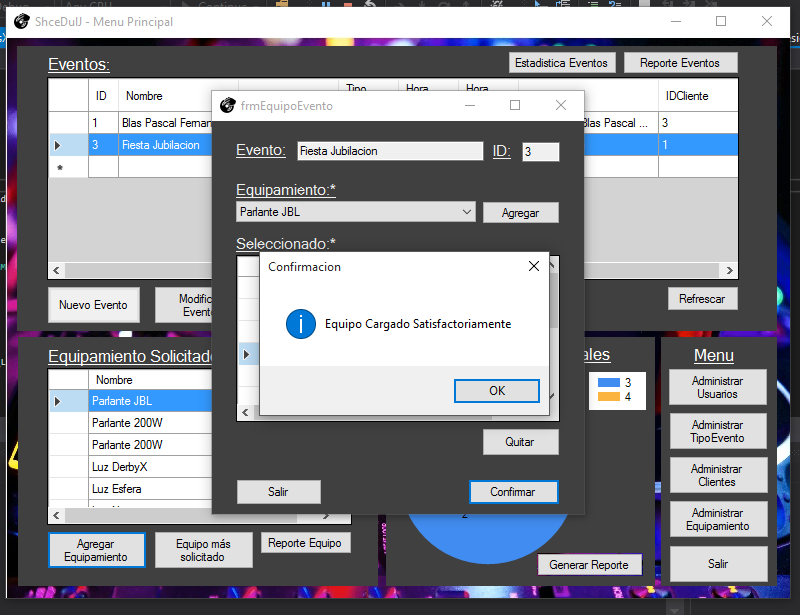 ShceDuIJ - Menu Principal
Eventos:
Estadistica Eventos
Reporte Eventos
ID
Nombre
Tipo
Hora
Hora
IDCliente
1
Blas Pascal Fernan
Blas Pascal ...
3
3
Fiesta Jubilacion
1
*
Nuevo Evento
Modific
Evento
Refrescar
frmEquipoEvento
Evento:
Fiesta Jubilacion
ID:
3
Equipamiento:*
Parlante JBL
Agregar
Seleccionado:*
Confirmacion
Equipo Cargado Satisfactoriamente
OK
Quitar
Salir
Confirmar
Equipamiento Solicitado
Nombre
Parlante JBL
Parlante 200W
Parlante 200W
Luz DerbyX
Luz Esfera
Agregar
Equipamiento
Equipo más
solicitado
Reporte Equipo
ales
3
4
2
Generar Reporte
Menu
Administrar
Usuarios
Administrar
TipoEvento
Administrar
Clientes
Administrar
Equipamiento
Salir